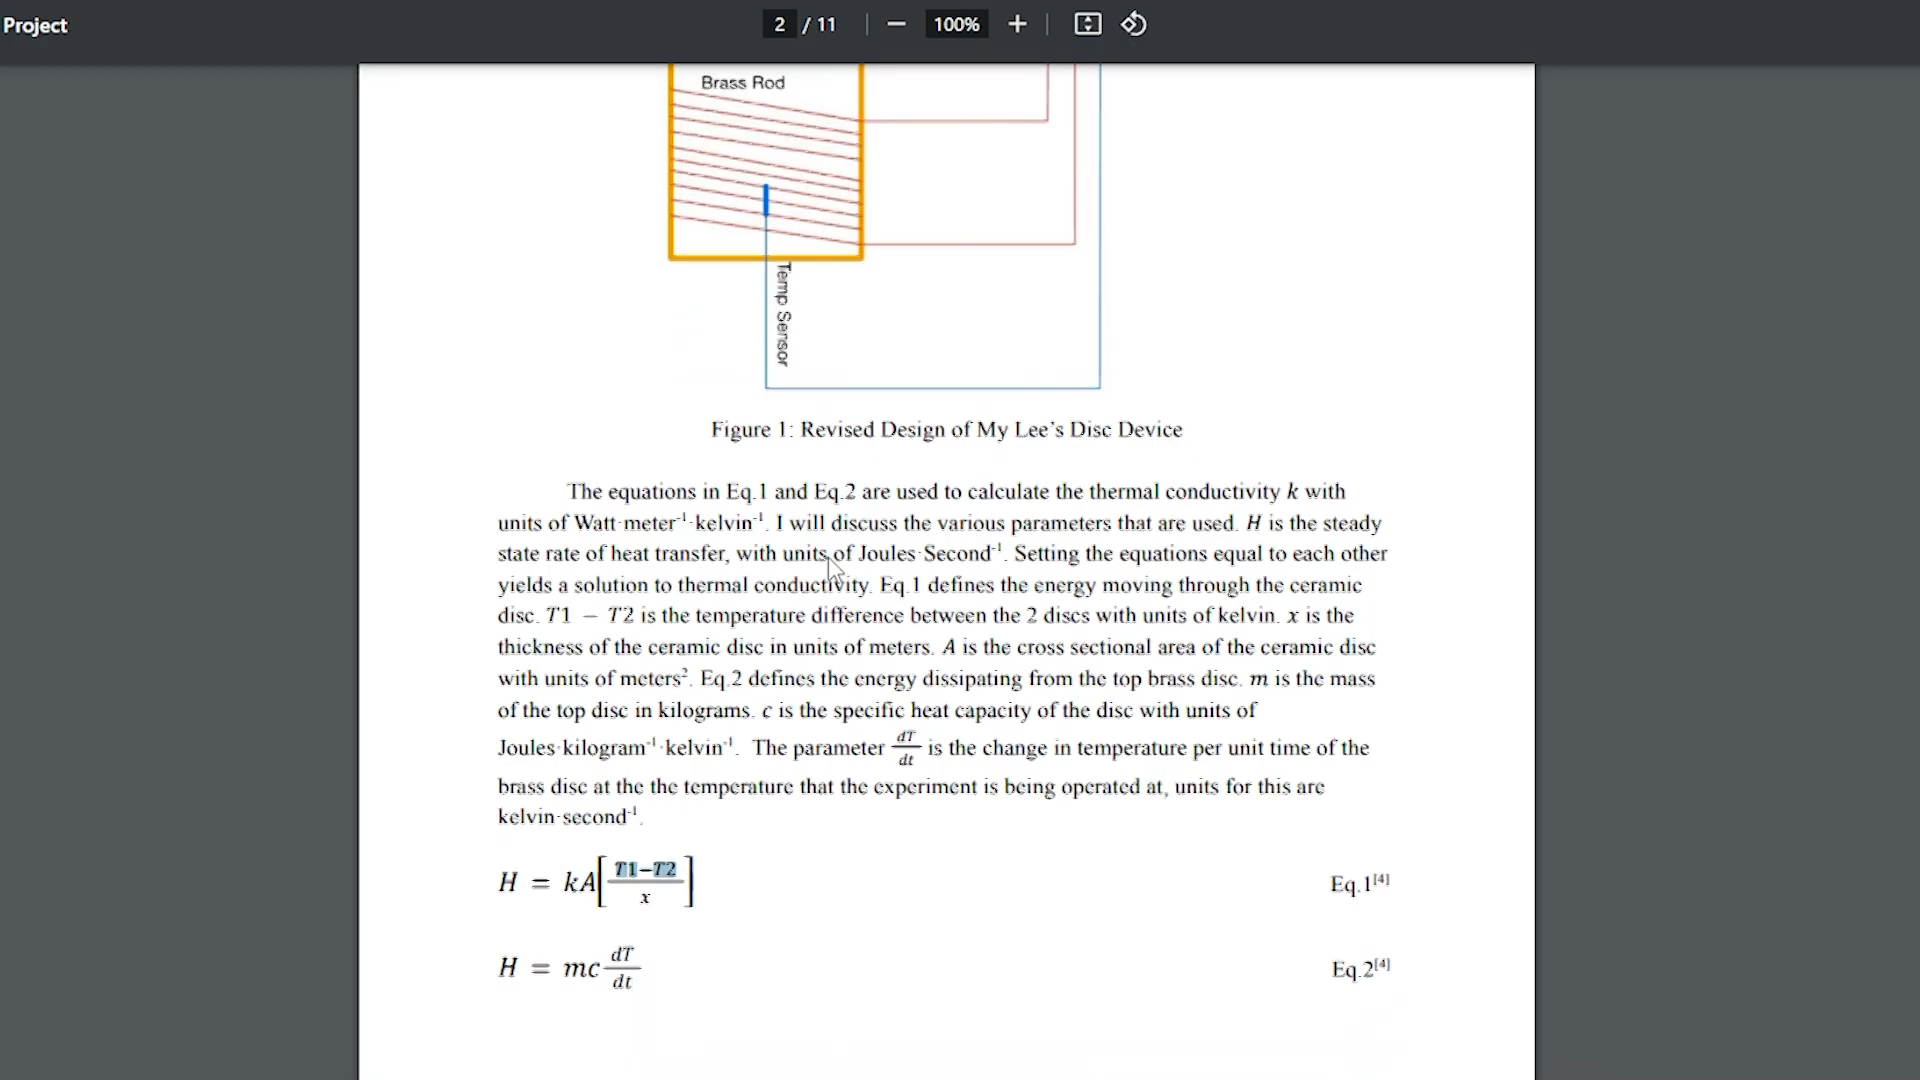 Project
2 / 11
100%
Brass Rod
Temp Sensor
Figure 1: Revised Design of My Lee's Disc Device
The equations in Eq.1 and Eq.2 are used to calculate the thermal conductivity k with
units of Watt·meter⁻¹·kelvin⁻¹. I will discuss the various parameters that are used. H is the steady
state rate of heat transfer, with units of Joules·Second⁻¹. Setting the equations equal to each other
yields a solution to thermal conductivity. Eq.1 defines the energy moving through the ceramic
disc. T1 − T2 is the temperature difference between the 2 discs with units of kelvin. x is the
thickness of the ceramic disc in units of meters. A is the cross sectional area of the ceramic disc
with units of meters². Eq.2 defines the energy dissipating from the top brass disc. m is the mass
of the top disc in kilograms. c is the specific heat capacity of the disc with units of
Joules·kilogram⁻¹·kelvin⁻¹. The parameter dT/dt is the change in temperature per unit time of the
brass disc at the the temperature that the experiment is being operated at, units for this are
kelvin·second⁻¹.
H = kA[T1−T2/x] Eq.1[4]
H = mc dT/dt Eq.2[4]